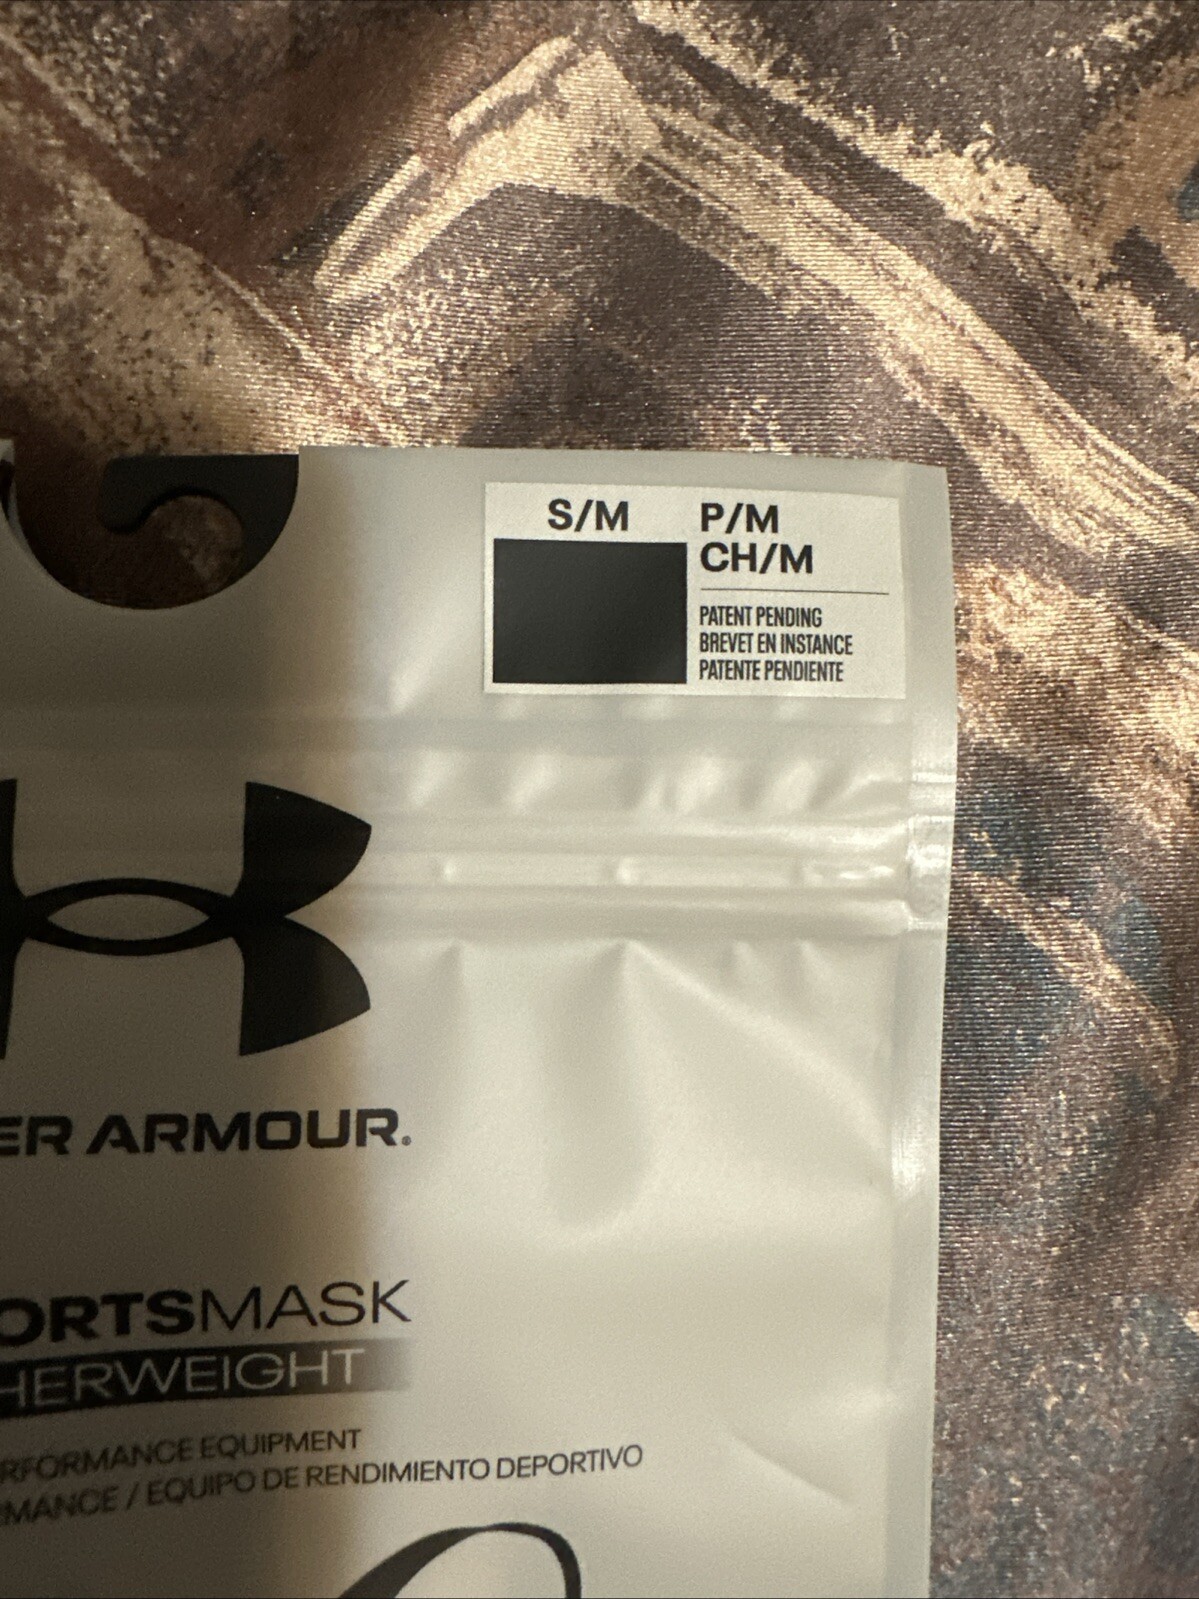 S/M
P/M
CH/M
PATENT PENDING
BREVET EN INSTANCE
PATENTE PENDIENTE
ER ARMOUR®
ORTSMASK
HERWEIGHT
RFORMANCE EQUIPMENT
MANCE / EQUIPO DE RENDIMIENTO DEPORTIVO